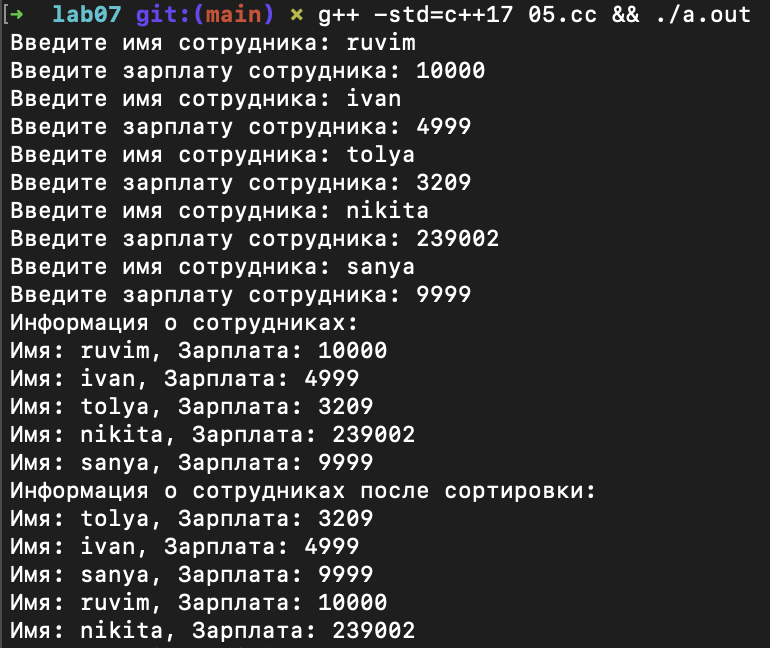 [➜ lab07 git:(main) ✗ g++ -std=c++17 05.cc && ./a.out
Введите имя сотрудника: ruvim
Введите зарплату сотрудника: 10000
Введите имя сотрудника: ivan
Введите зарплату сотрудника: 4999
Введите имя сотрудника: tolya
Введите зарплату сотрудника: 3209
Введите имя сотрудника: nikita
Введите зарплату сотрудника: 239002
Введите имя сотрудника: sanya
Введите зарплату сотрудника: 9999
Информация о сотрудниках:
Имя: ruvim, Зарплата: 10000
Имя: ivan, Зарплата: 4999
Имя: tolya, Зарплата: 3209
Имя: nikita, Зарплата: 239002
Имя: sanya, Зарплата: 9999
Информация о сотрудниках после сортировки:
Имя: tolya, Зарплата: 3209
Имя: ivan, Зарплата: 4999
Имя: sanya, Зарплата: 9999
Имя: ruvim, Зарплата: 10000
Имя: nikita, Зарплата: 239002